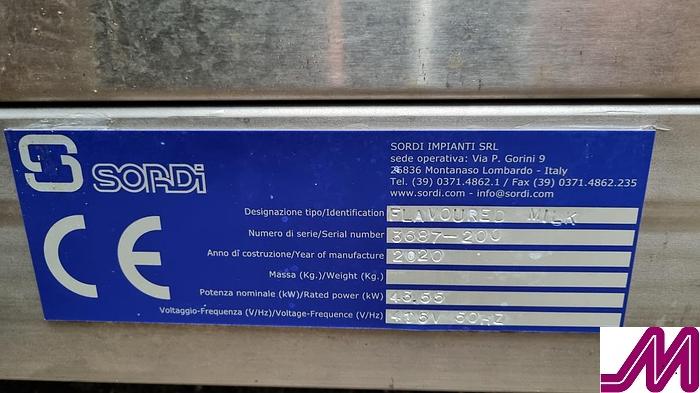 SORDi
SORDI IMPIANTI SRL
sede operativa: Via P. Gorini 9
26836 Montanaso Lombardo - Italy
Tel. (39) 0371.4862.1 / Fax (39) 0371.4862.235
www.sordi.com - info@sordi.com
CE
Designazione tipo/Identification FLAVOURED MILK
Numero di serie/Serial number 3687-200
Anno di costruzione/Year of manufacture 2020
Massa (Kg.)/Weight (Kg.)
Potenza nominale (kW)/Rated power (kW) 45.55
Voltaggio-Frequenza (V/Hz)/Voltage-Frequence (V/Hz) 415V 50HZ
M